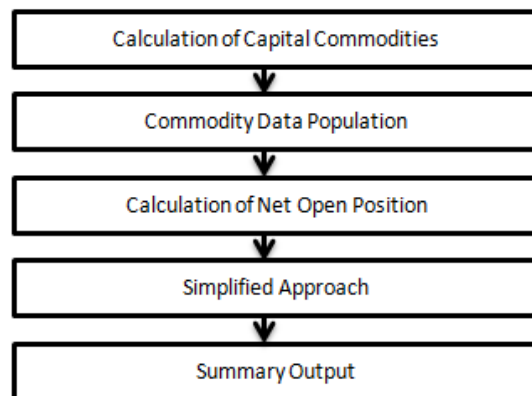 Calculation of Capital Commodities
Commodity Data Population
Calculation of Net Open Position
Simplified Approach
Summary Output